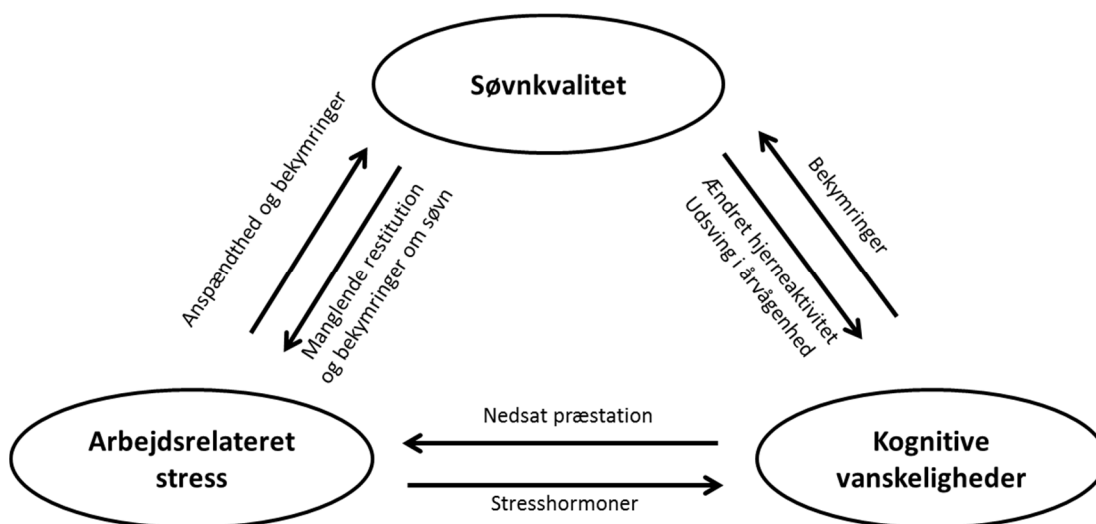 Søvnkvalitet
Anspændthed og bekymringer
Manglende restitution
og bekymringer om søvn
Bekymringer
Ændret hjerneaktivitet
Udsving i årvågenhed
Arbejdsrelateret
stress
Nedsat præstation
Stresshormoner
Kognitive
vanskeligheder